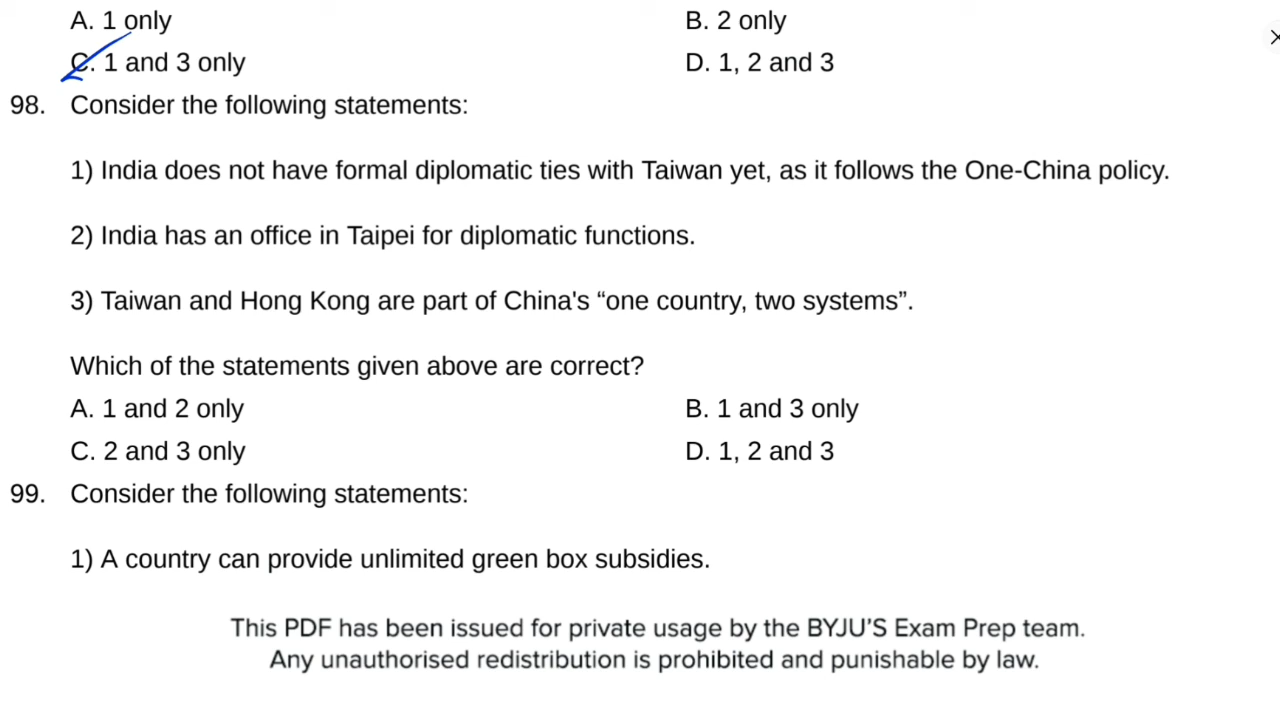 A. 1 only B. 2 only
C. 1 and 3 only D. 1, 2 and 3
98. Consider the following statements:
1) India does not have formal diplomatic ties with Taiwan yet, as it follows the One-China policy.
2) India has an office in Taipei for diplomatic functions.
3) Taiwan and Hong Kong are part of China's “one country, two systems”.
Which of the statements given above are correct?
A. 1 and 2 only B. 1 and 3 only
C. 2 and 3 only D. 1, 2 and 3
99. Consider the following statements:
1) A country can provide unlimited green box subsidies.
This PDF has been issued for private usage by the BYJU’S Exam Prep team.
Any unauthorised redistribution is prohibited and punishable by law.